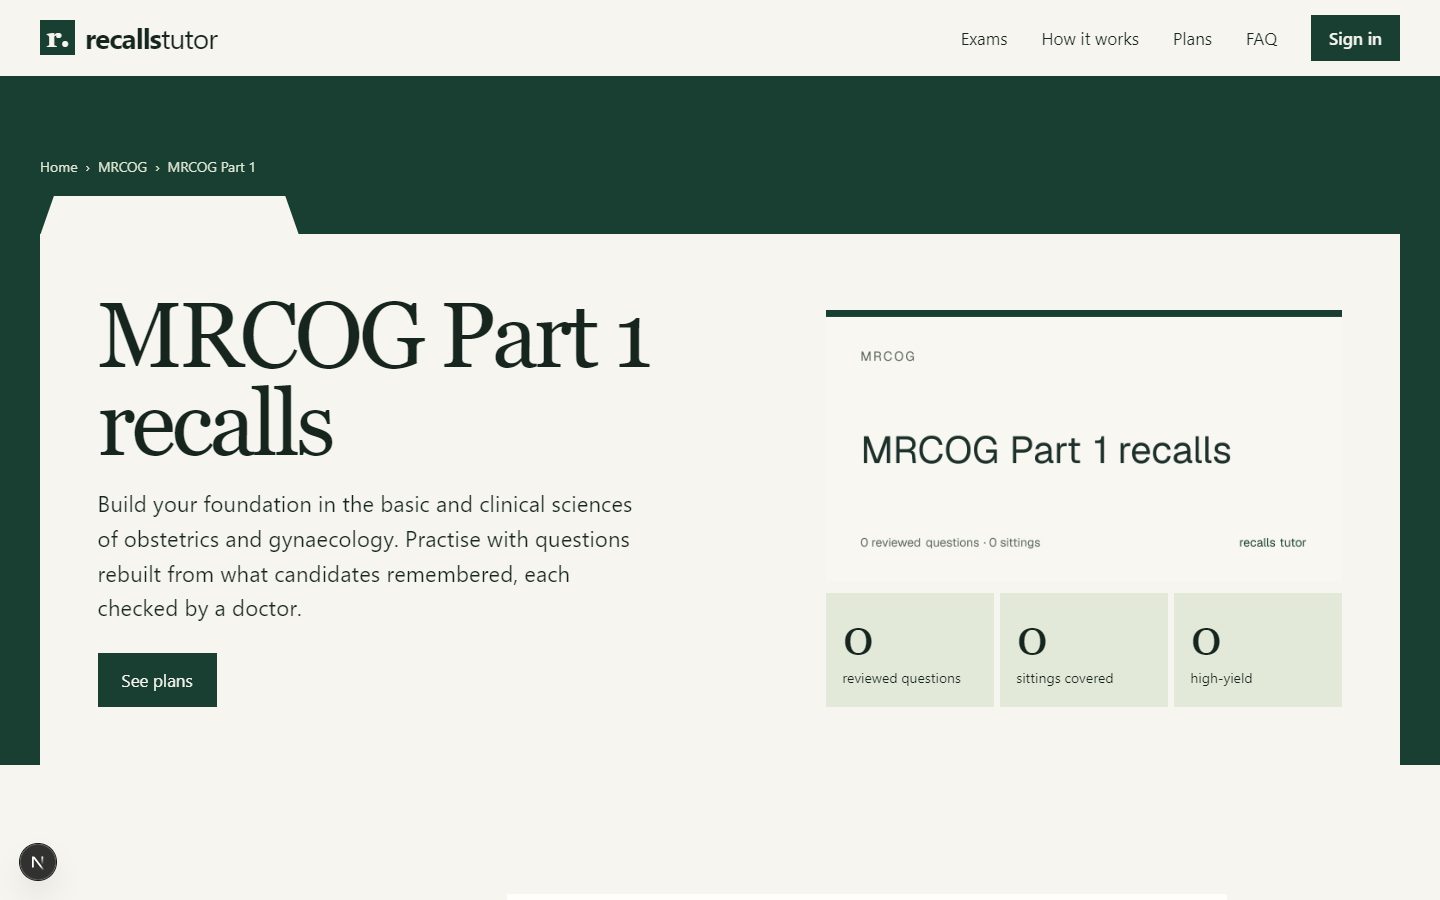 r. recallstutor
Exams How it works Plans FAQ Sign in
Home › MRCOG › MRCOG Part 1
MRCOG Part 1
recalls
Build your foundation in the basic and clinical sciences
of obstetrics and gynaecology. Practise with questions
rebuilt from what candidates remembered, each
checked by a doctor.
See plans
MRCOG
MRCOG Part 1 recalls
0 reviewed questions · 0 sittings
recalls tutor
0
reviewed questions
0
sittings covered
0
high-yield
N